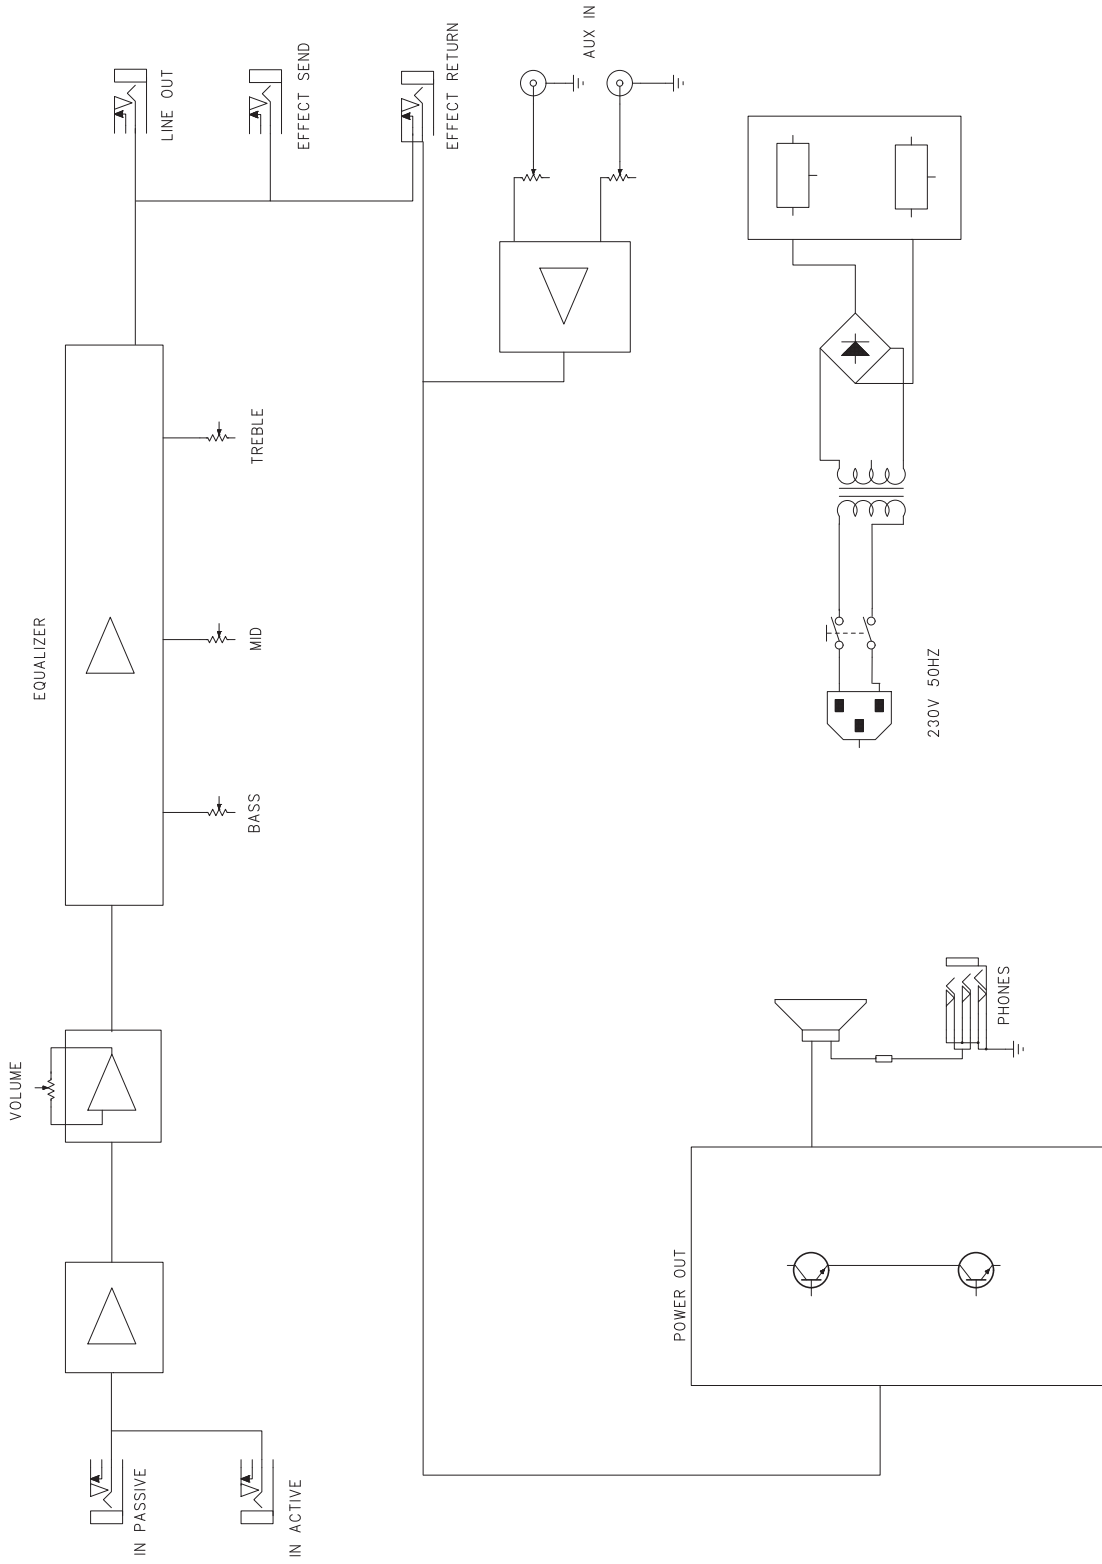 IN PASSIVE
IN ACTIVE
VOLUME
EQUALIZER
BASS
MID
TREBLE
LINE OUT
EFFECT SEND
EFFECT RETURN
AUX IN
POWER OUT
PHONES
230V 50HZ